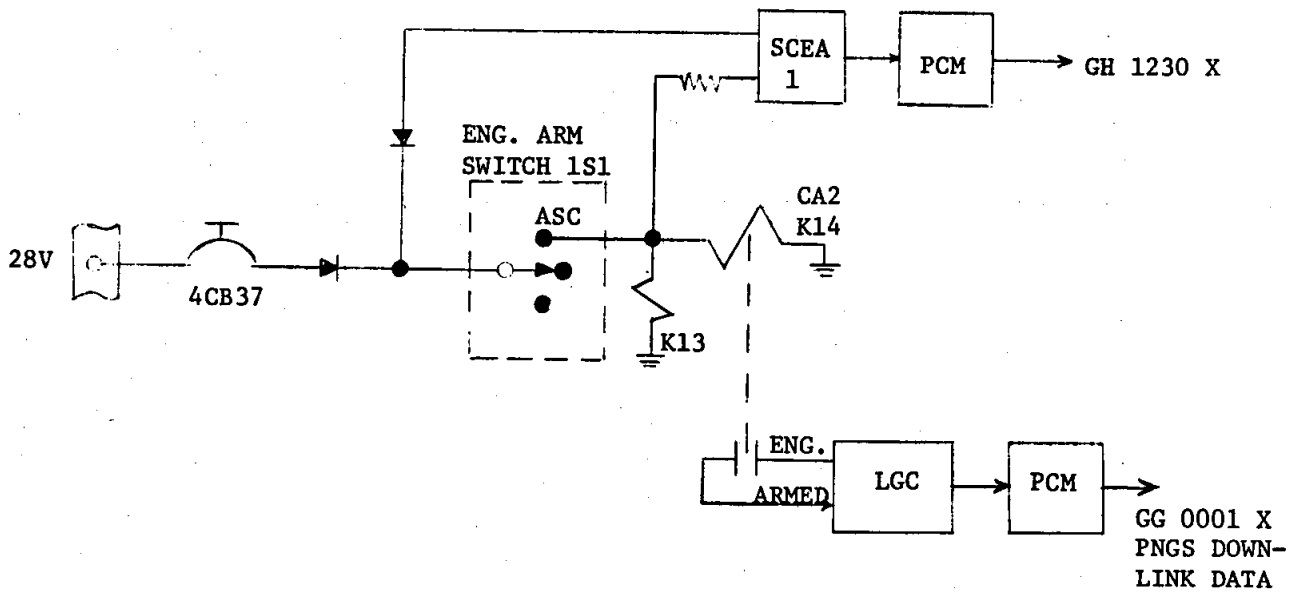 SCEA
1
PCM
GH 1230 X
ENG. ARM
SWITCH 1S1
ASC
CA2
K14
28V
4CB37
K13
ENG.
ARMED
LGC
PCM
GG 0001 X
PNGS DOWN-
LINK DATA